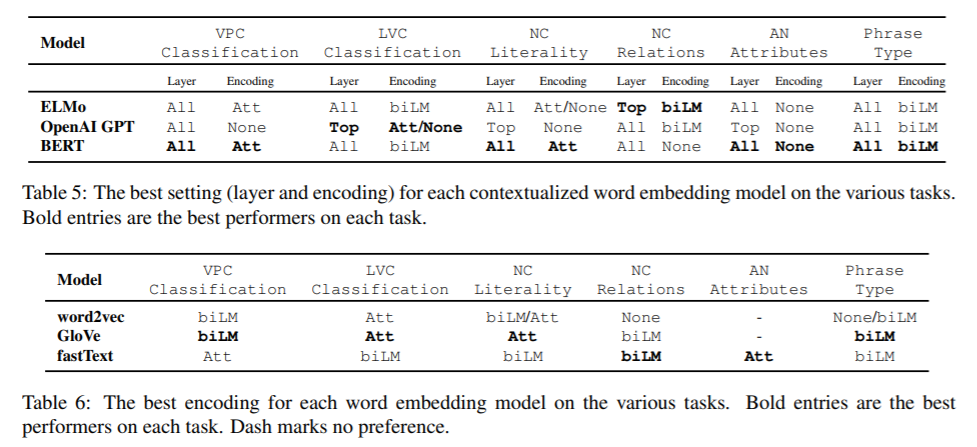 Model VPC Classification LVC Classification NC Literality NC Relations AN Attributes Phrase Type
Layer Encoding Layer Encoding Layer Encoding Layer Encoding Layer Encoding Layer Encoding
ELMo All Att All biLM All Att/None Top biLM All None All biLM
OpenAI GPT All None Top Att/None Top None All biLM Top None All biLM
BERT All Att All biLM All Att All None All None All biLM
Table 5: The best setting (layer and encoding) for each contextualized word embedding model on the various tasks.
Bold entries are the best performers on each task.
Model VPC Classification LVC Classification NC Literality NC Relations AN Attributes Phrase Type
word2vec biLM Att biLM/Att None - None/biLM
GloVe biLM Att Att biLM - biLM
fastText Att biLM biLM biLM Att biLM
Table 6: The best encoding for each word embedding model on the various tasks. Bold entries are the best
performers on each task. Dash marks no preference.